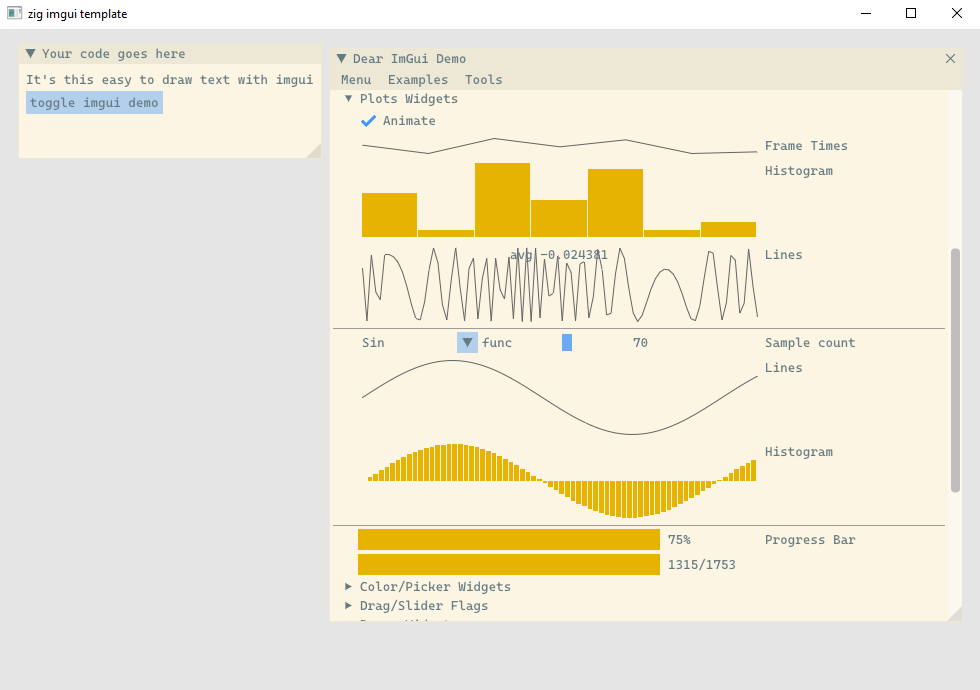 zig imgui template
Your code goes here
It's this easy to draw text with imgui
toggle imgui demo
Dear ImGui Demo
Menu Examples Tools
Plots Widgets
Animate
Frame Times
Histogram
avg -0.024381
Lines
Sin func 70 Sample count
Lines
Histogram
75% Progress Bar
1315/1753
Color/Picker Widgets
Drag/Slider Flags